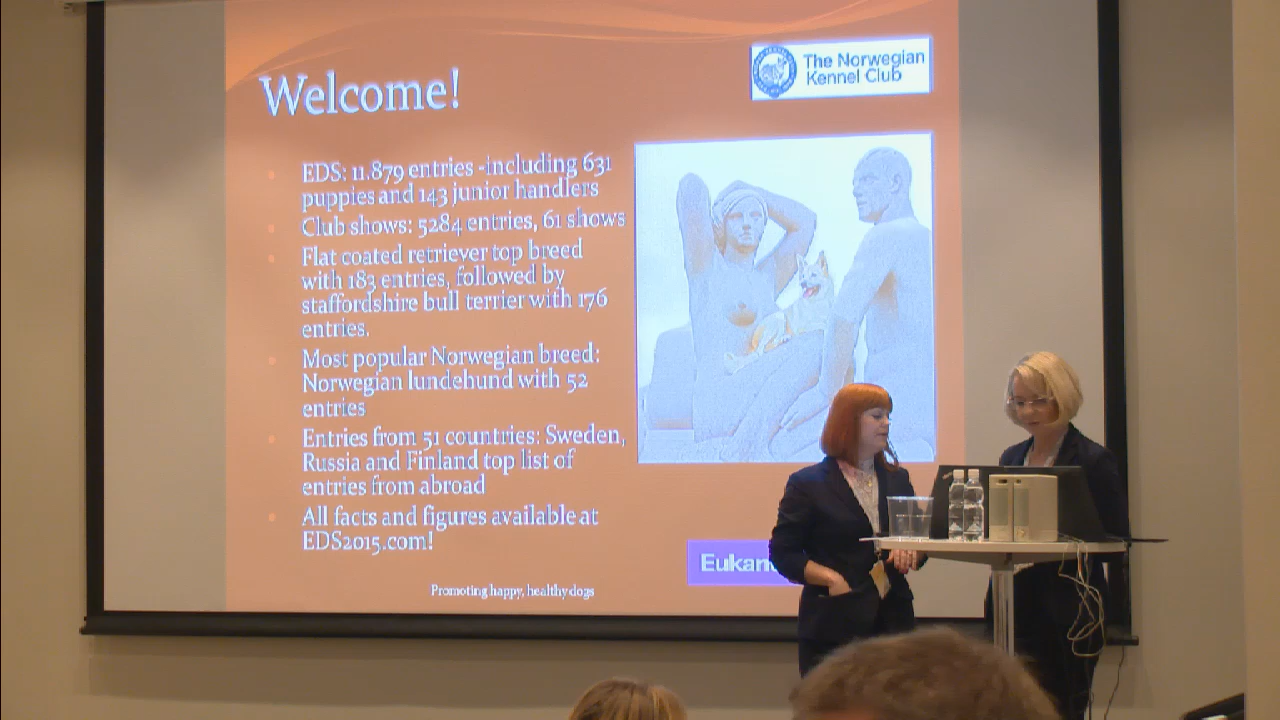 Welcome!
The Norwegian
Kennel Club
EDS: 11.879 entries -including 631
puppies and 143 junior handlers
Club shows: 5284 entries, 61 shows
Flat coated retriever top breed
with 183 entries, followed by
staffordshire bull terrier with 176
entries.
Most popular Norwegian breed:
Norwegian lundehund with 52
entries
Entries from 51 countries: Sweden,
Russia and Finland top list of
entries from abroad
All facts and figures available at
EDS2015.com!
Eukan
Promoting happy, healthy dogs